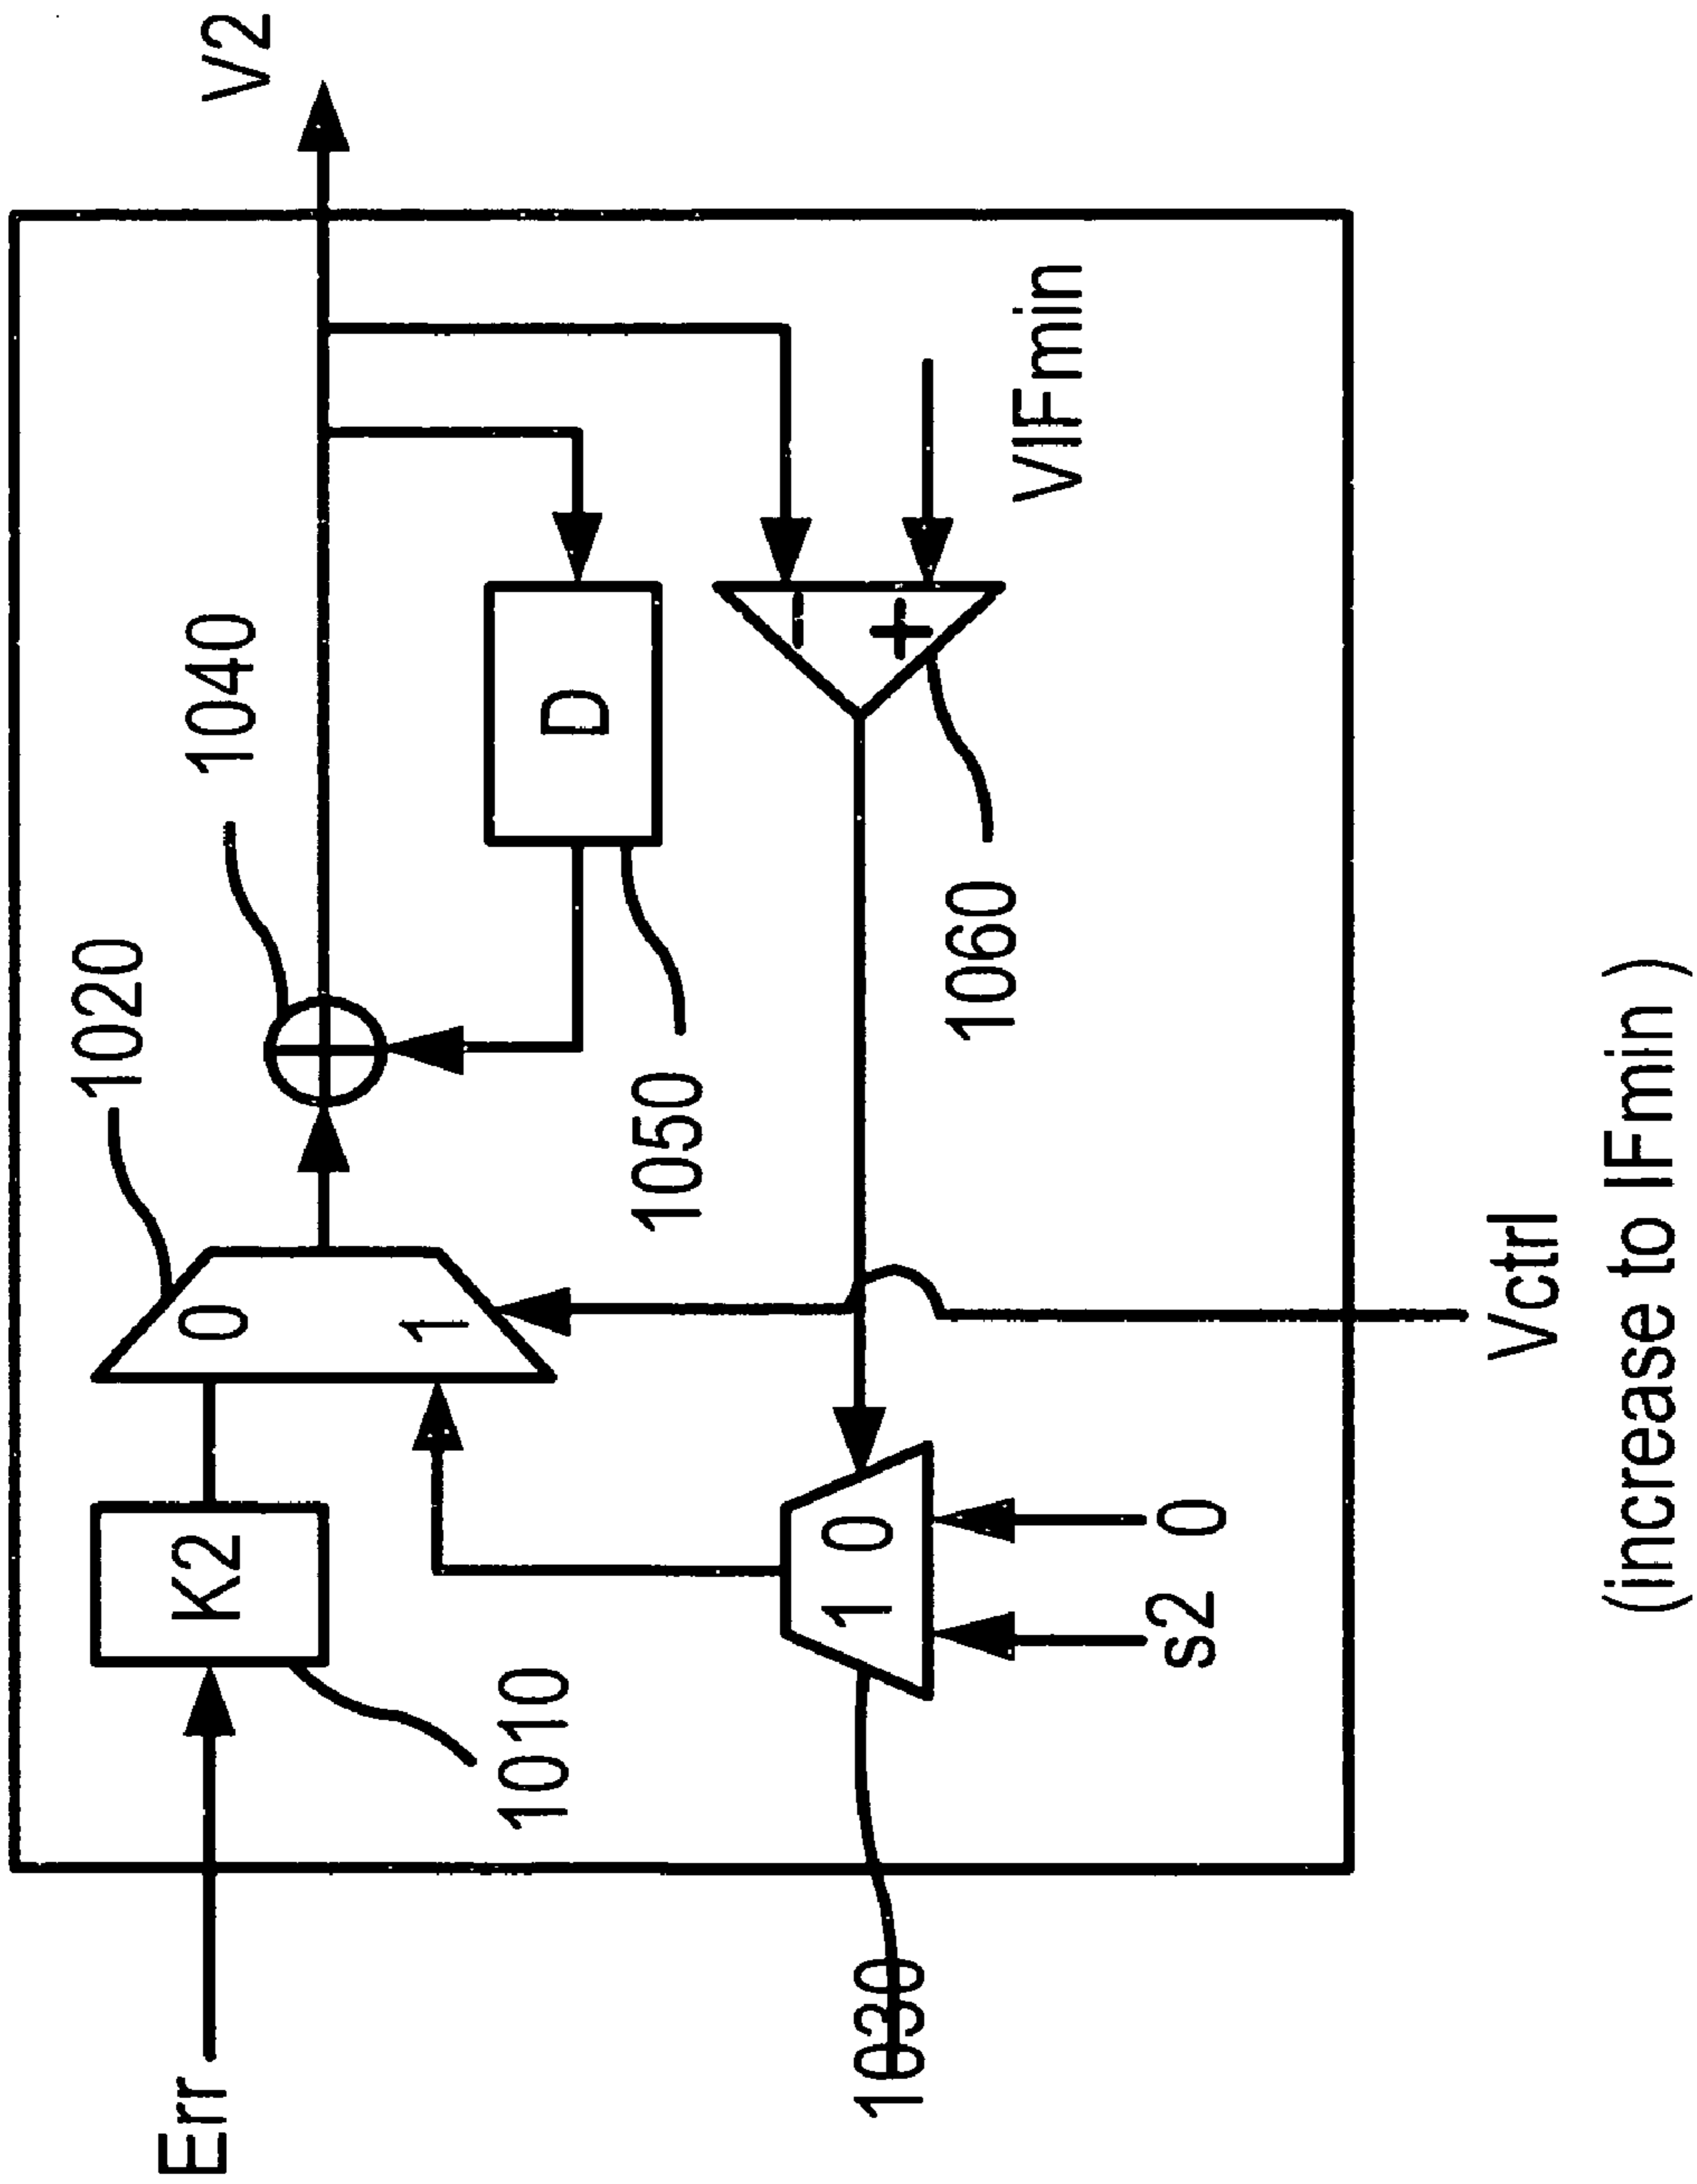 Err
K2
1010
0
1
1020
1040
V2
D
1050
-
+
1060
VIFmin
1 0
1030
s2
0
Vctrl
(increase to IFmin )